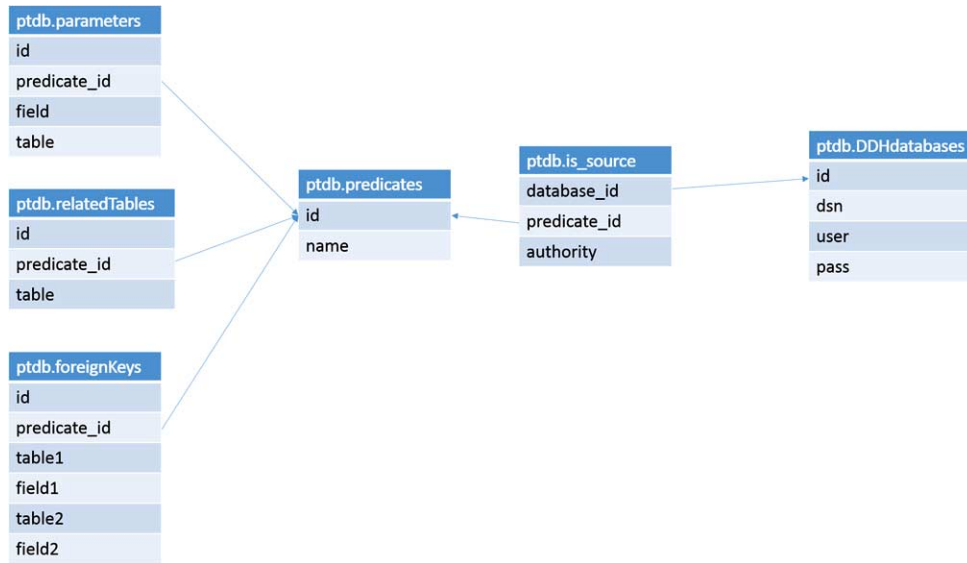 ptdb.parameters
id
predicate_id
field
table
ptdb.relatedTables
id
predicate_id
table
ptdb.foreignKeys
id
predicate_id
table1
field1
table2
field2
ptdb.predicates
id
name
ptdb.is_source
database_id
predicate_id
authority
ptdb.DDHdatabases
id
dsn
user
pass